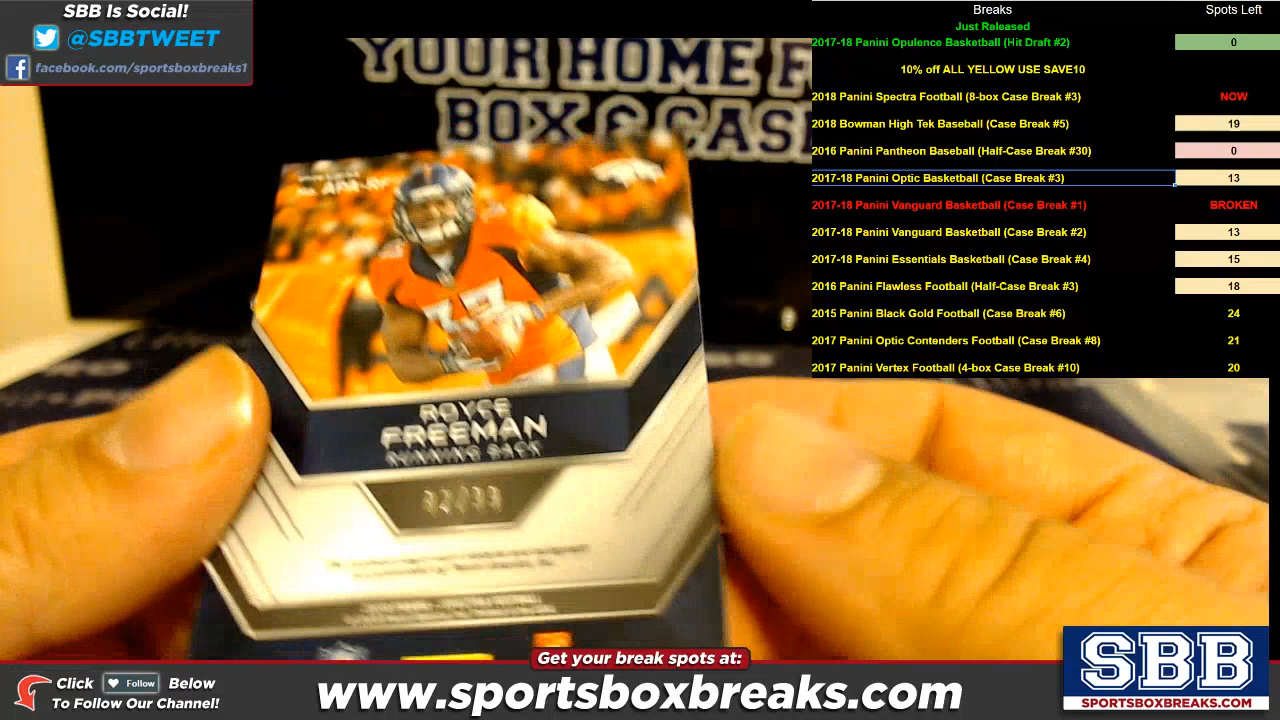 SBB Is Social!
@SBBTWEET
facebook.com/sportsboxbreaks1
YOUR HOME F
BOX & CAS
ROYCE
FREEMAN
RUNNING BACK
Breaks Spots Left
Just Released
2017-18 Panini Opulence Basketball (Hit Draft #2) 0
10% off ALL YELLOW USE SAVE10
2018 Panini Spectra Football (8-box Case Break #3) NOW
2018 Bowman High Tek Baseball (Case Break #5) 19
2016 Panini Pantheon Baseball (Half-Case Break #30) 0
2017-18 Panini Optic Basketball (Case Break #3) 13
2017-18 Panini Vanguard Basketball (Case Break #1) BROKEN
2017-18 Panini Vanguard Basketball (Case Break #2) 13
2017-18 Panini Essentials Basketball (Case Break #4) 15
2016 Panini Flawless Football (Half-Case Break #3) 18
2015 Panini Black Gold Football (Case Break #6) 24
2017 Panini Optic Contenders Football (Case Break #8) 21
2017 Panini Vertex Football (4-box Case Break #10) 20
Get your break spots at:
Click Follow Below
To Follow Our Channel!
www.sportsboxbreaks.com
SBB
SPORTSBOXBREAKS.COM